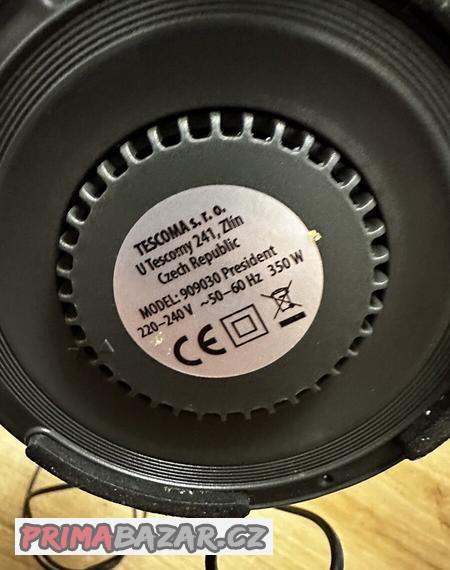 TESCOMA s. r. o.
U Tescomy 241, Zlín
Czech Republic
MODEL: 909030 President
220–240 V ~50–60 Hz 350 W
CE
PRIMABAZAR.CZ